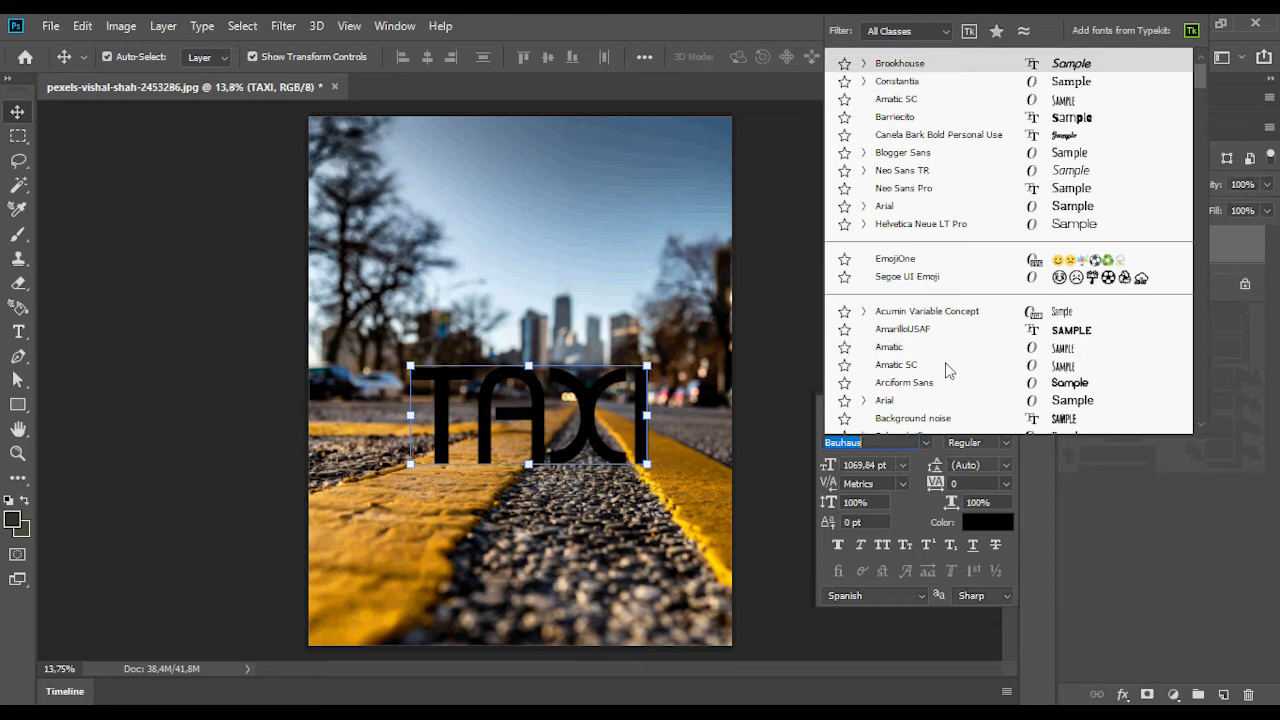 Ps File Edit Image Layer Type Select Filter 3D View Window Help
Filter: All Classes Tk Add fonts from Typekit: Tk
Auto-Select: Layer Show Transform Controls 3D Mode:
pexels-vishal-shah-2453286.jpg @ 13,8% (TAXI, RGB/8) *
Brookhouse Sample
Constantia Sample
Amatic SC SAMPLE
Barriecito Sample
Canela Bark Bold Personal Use Sample
Blogger Sans Sample
Neo Sans TR Sample
Neo Sans Pro Sample
Arial Sample
Helvetica Neue LT Pro Sample
EmojiOne
Segoe UI Emoji
Acumin Variable Concept Sample
AmarilloUSAF SAMPLE
Amatic SAMPLE
Amatic SC SAMPLE
Arciform Sans Sample
Arial Sample
Background noise SAMPLE
100%
Fill: 100%
TAXI
Bauhaus Regular
1069,84 pt (Auto)
Metrics 0
100% 100%
0 pt Color:
Spanish Sharp
13,75% Doc: 38,4M/41,8M
Timeline